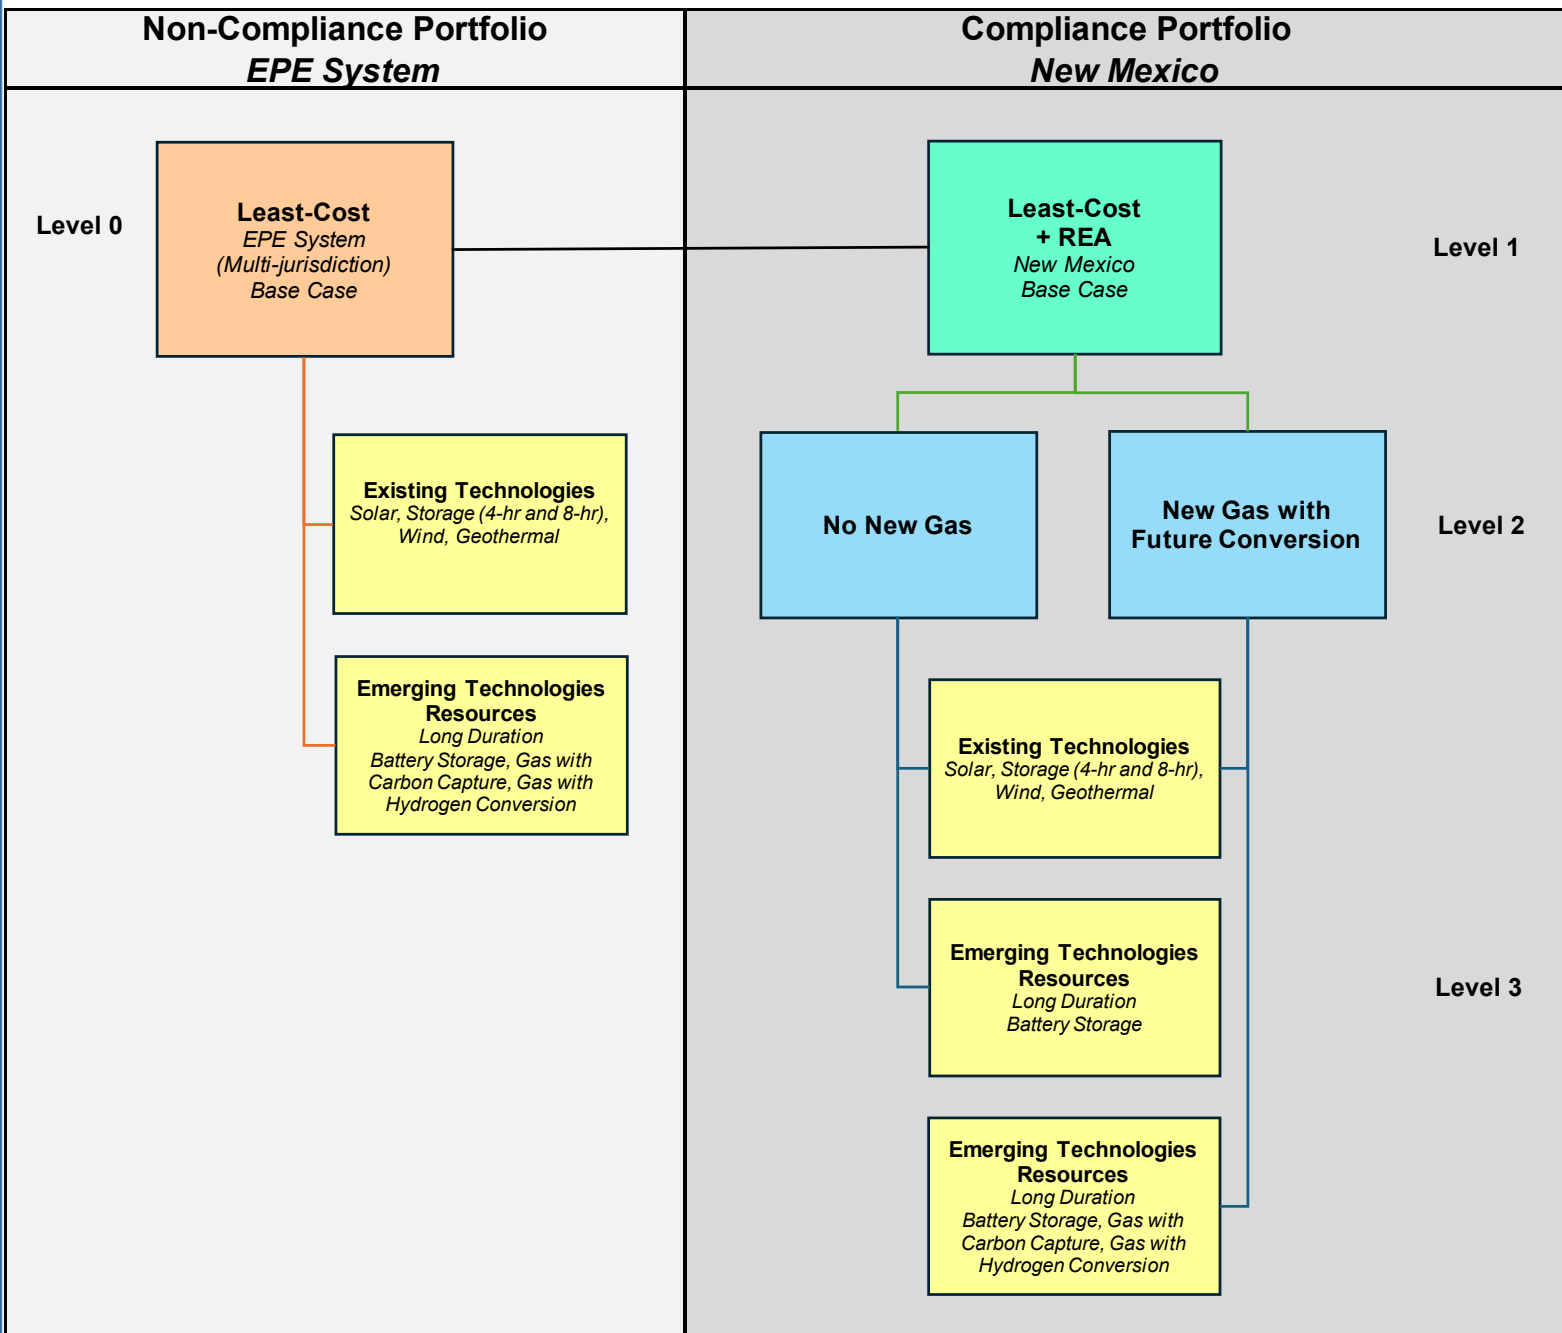 Non-Compliance Portfolio
EPE System
Compliance Portfolio
New Mexico
Level 0
Least-Cost
EPE System
(Multi-jurisdiction)
Base Case
Existing Technologies
Solar, Storage (4-hr and 8-hr),
Wind, Geothermal
Emerging Technologies
Resources
Long Duration
Battery Storage, Gas with
Carbon Capture, Gas with
Hydrogen Conversion
Least-Cost
+ REA
New Mexico
Base Case
Level 1
No New Gas
New Gas with
Future Conversion
Level 2
Existing Technologies
Solar, Storage (4-hr and 8-hr),
Wind, Geothermal
Emerging Technologies
Resources
Long Duration
Battery Storage
Level 3
Emerging Technologies
Resources
Long Duration
Battery Storage, Gas with
Carbon Capture, Gas with
Hydrogen Conversion